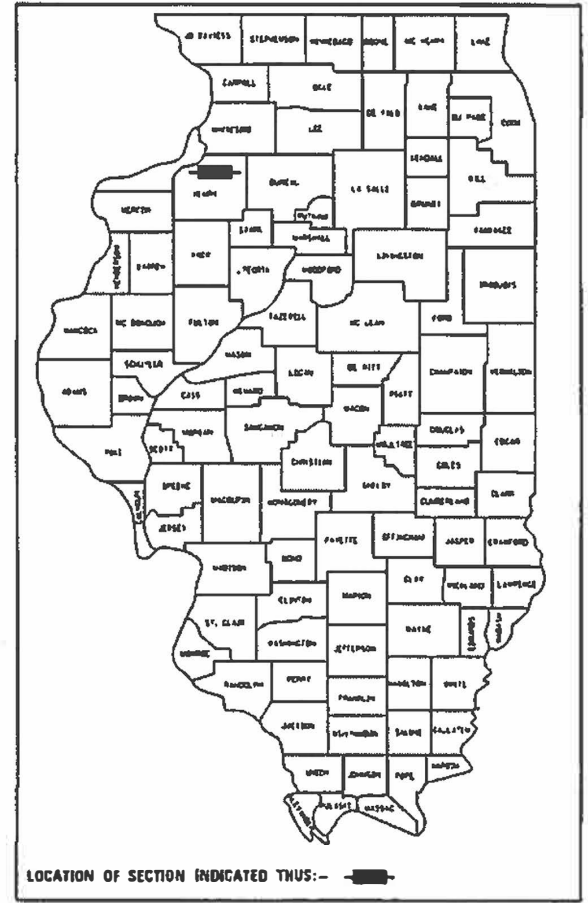 JO DAVIESS STEPHENSON WINNEBAGO BOONE MC HENRY LAKE
CARROLL OGLE
DE KALB KANE DU PAGE COOK
WHITESIDE LEE
KENDALL WILL
HENRY BUREAU LA SALLE GRUNDY
MERCER PUTNAM
STARK MARSHALL KANKAKEE
HENDERSON WARREN KNOX PEORIA WOODFORD LIVINGSTON
IROQUOIS
HANCOCK MC DONOUGH FULTON TAZEWELL MC LEAN FORD
MASON
SCHUYLER LOGAN DE WITT CHAMPAIGN VERMILION
ADAMS BROWN CASS MENARD PIATT
MACON
MORGAN SANGAMON DOUGLAS
PIKE SCOTT CHRISTIAN MOULTRIE COLES EDGAR
GREENE MACOUPIN MONTGOMERY SHELBY CUMBERLAND CLARK
CALHOUN JERSEY
FAYETTE EFFINGHAM JASPER CRAWFORD
MADISON BOND
CLINTON MARION CLAY RICHLAND LAWRENCE
ST. CLAIR WASHINGTON WAYNE EDWARDS WABASH
MONROE JEFFERSON
RANDOLPH PERRY HAMILTON WHITE
FRANKLIN
JACKSON WILLIAMSON SALINE GALLATIN
UNION JOHNSON POPE HARDIN
ALEXANDER PULASKI MASSAC
LOCATION OF SECTION INDICATED THUS:-